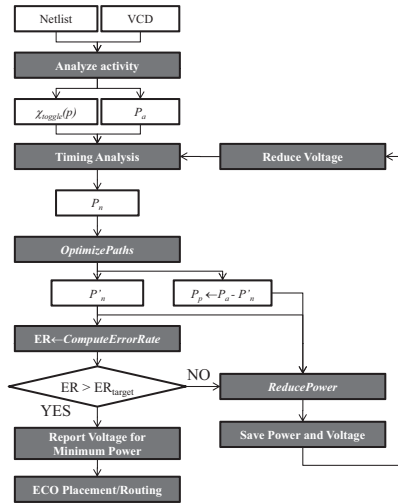 Netlist
VCD
Analyze activity
χtoggle(p)
Pa
Timing Analysis
Reduce Voltage
Pn
OptimizePaths
P'n
Pp ←Pa - P'n
ER←ComputeErrorRate
ER > ERtarget
NO
ReducePower
YES
Report Voltage for
Minimum Power
Save Power and Voltage
ECO Placement/Routing